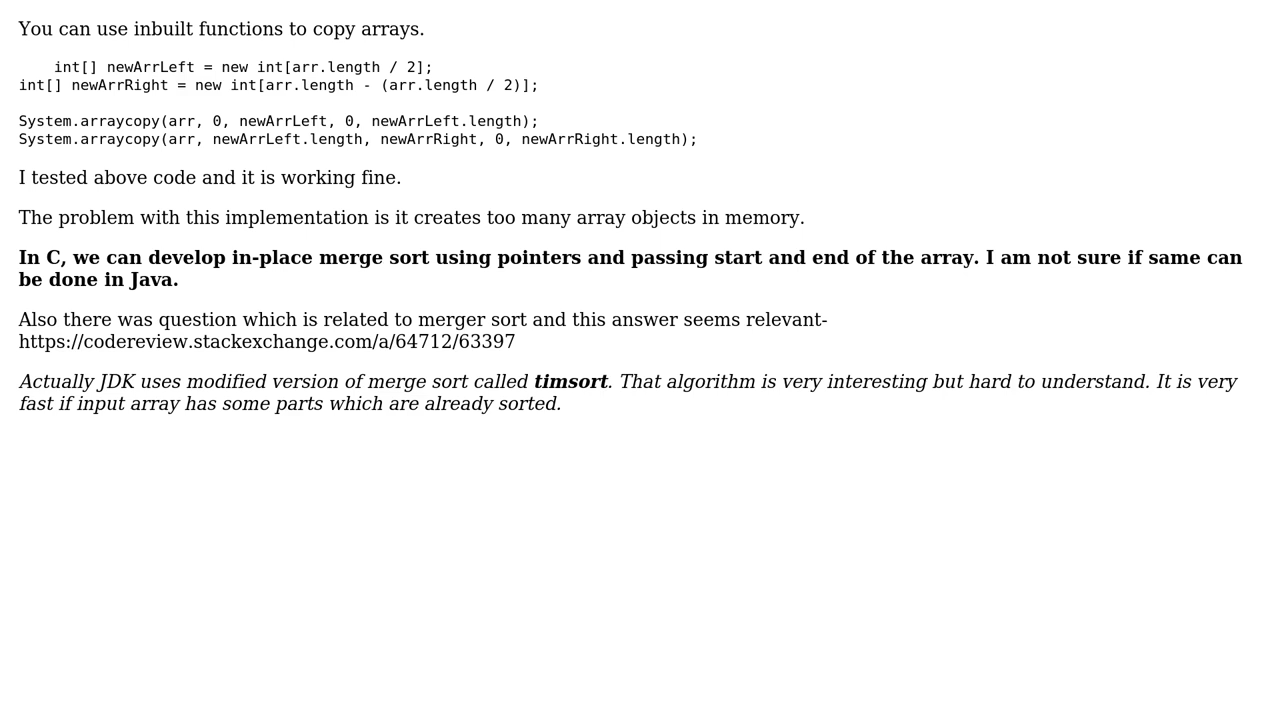 You can use inbuilt functions to copy arrays.
    int[] newArrLeft = new int[arr.length / 2];
int[] newArrRight = new int[arr.length - (arr.length / 2)];
System.arraycopy(arr, 0, newArrLeft, 0, newArrLeft.length);
System.arraycopy(arr, newArrLeft.length, newArrRight, 0, newArrRight.length);
I tested above code and it is working fine.
The problem with this implementation is it creates too many array objects in memory.
In C, we can develop in-place merge sort using pointers and passing start and end of the array. I am not sure if same can
be done in Java.
Also there was question which is related to merger sort and this answer seems relevant-
https://codereview.stackexchange.com/a/64712/63397
Actually JDK uses modified version of merge sort called timsort. That algorithm is very interesting but hard to understand. It is very
fast if input array has some parts which are already sorted.